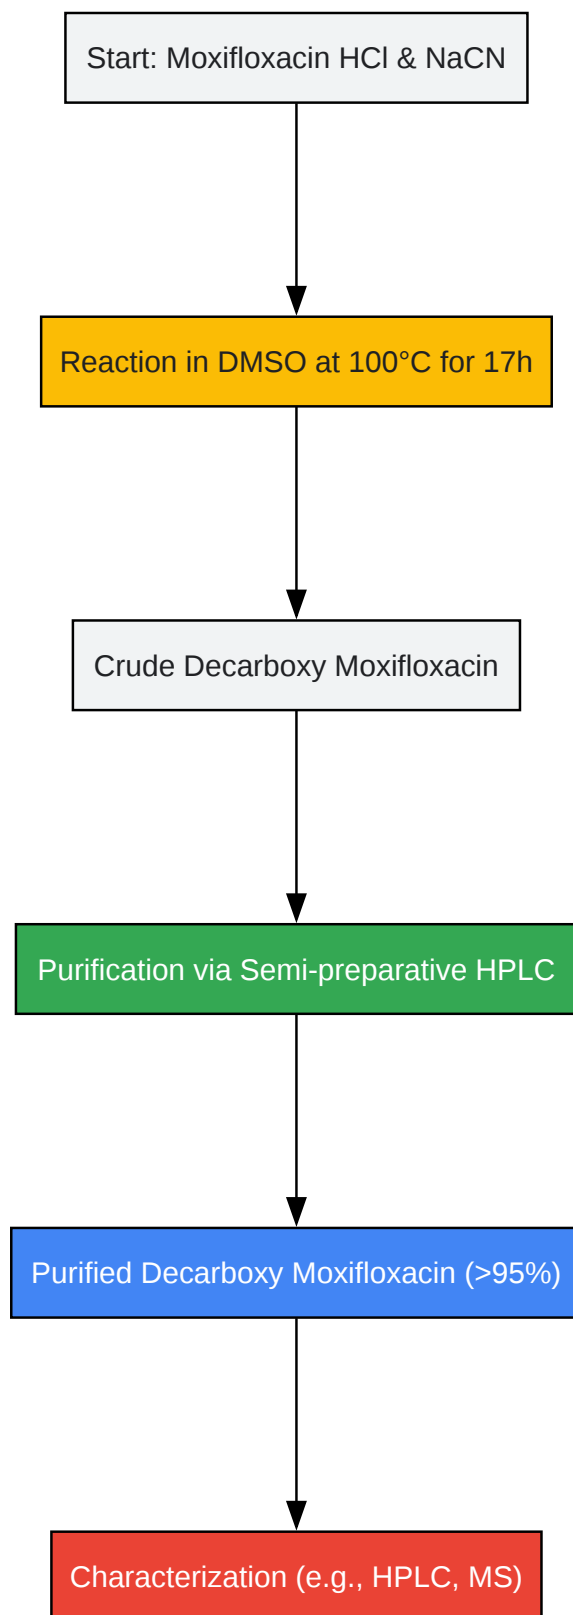 Start: Moxifloxacin HCl & NaCN
Reaction in DMSO at 100°C for 17h
Crude Decarboxy Moxifloxacin
Purification via Semi-preparative HPLC
Purified Decarboxy Moxifloxacin (>95%)
Characterization (e.g., HPLC, MS)